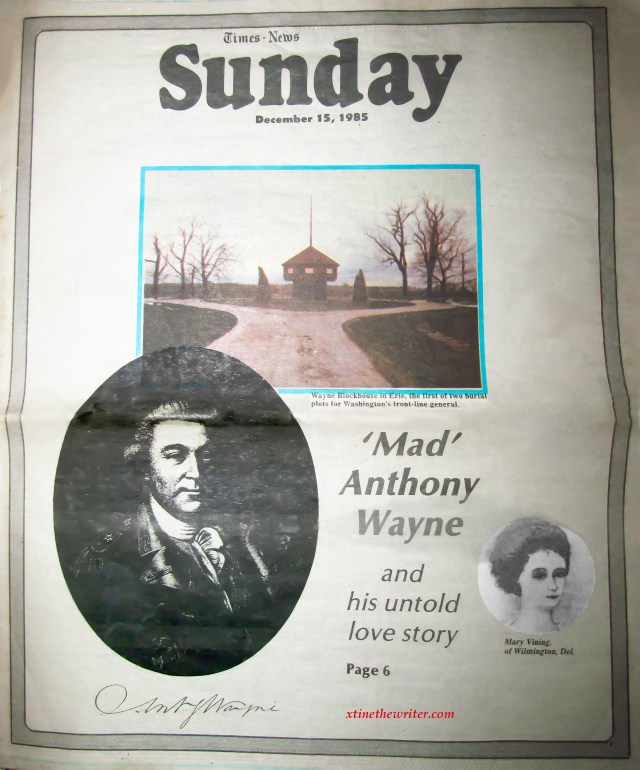 Times-News
Sunday
December 15, 1985
Wayne Blockhouse in Erie, the first of two burial
plots for Washington's front-line general.
'Mad'
Anthony
Wayne
and
his untold
love story
Page 6
Mary Vining,
of Wilmington, Del.
Anty Wayne
xtinethewriter.com